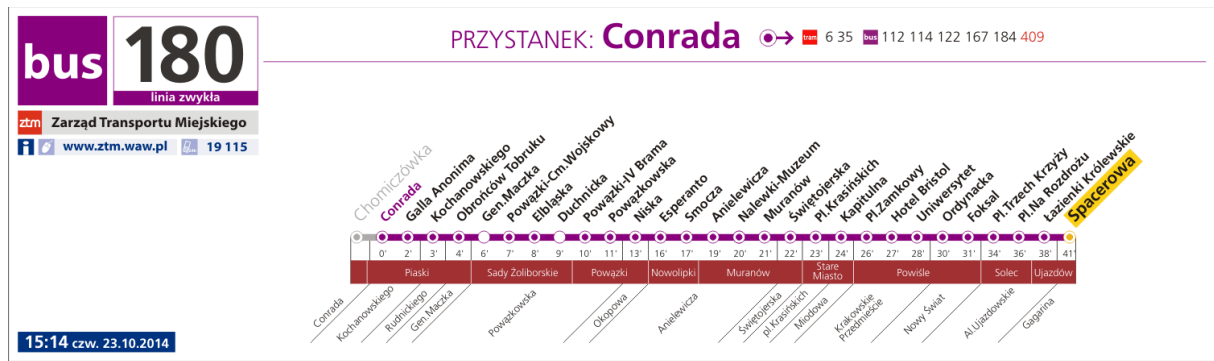 bus
180
linia zwykła
ztm Zarząd Transportu Miejskiego
i www.ztm.waw.pl 19 115
PRZYSTANEK: Conrada
tram 6 35 bus 112 114 122 167 184 409
Chomiczówka
Conrada
Galla Anonima
Kochanowskiego
Obrońców Tobruku
Gen.Maczka
Powązki-Cm.Wojskowy
Elbląska
Duchnicka
Powązki-IV Brama
Powązkowska
Niska
Esperanto
Smocza
Anielewicza
Nalewki-Muzeum
Muranów
Świętojerska
Pl.Krasińskich
Kapitulna
Pl.Zamkowy
Hotel Bristol
Uniwersytet
Ordynacka
Foksal
Pl.Trzech Krzyży
Pl.Na Rozdrożu
Łazienki Królewskie
Spacerowa
0' 2' 3' 4' 6' 7' 8' 9' 10' 11' 13' 16' 17' 19' 20' 21' 22' 23' 24' 26' 27' 28' 30' 31' 34' 36' 38' 41'
Piaski
Sady Żoliborskie
Powązki
Nowolipki
Muranów
Stare
Miasto
Powiśle
Solec
Ujazdów
Conrada
Kochanowskiego
Rudnickiego
Gen.Maczka
Powązkowska
Okopowa
Anielewicza
Świętojerska
pl.Krasińskich
Miodowa
Krakowskie
Przedmieście
Nowy Świat
Al.Ujazdowskie
Gagarina
15:14 czw. 23.10.2014